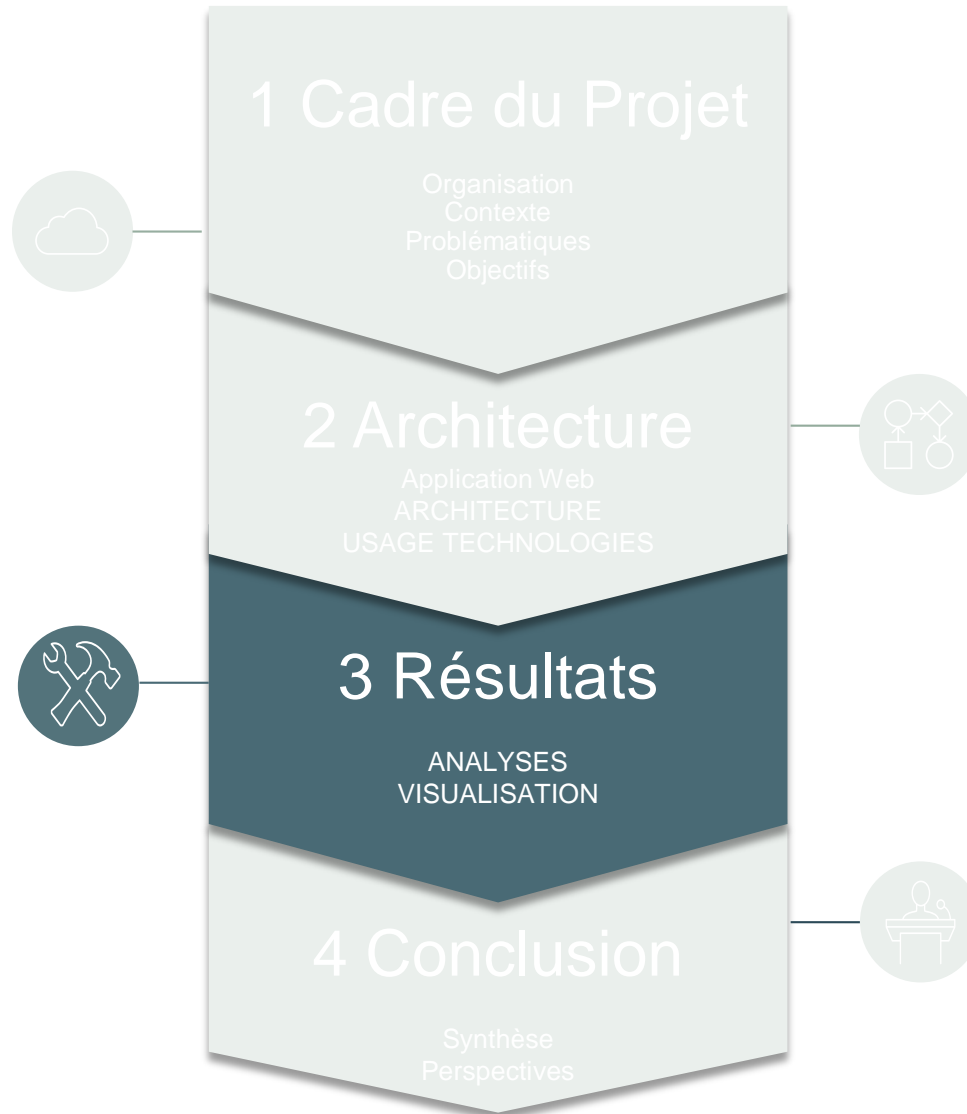 1 Cadre du Projet
Organisation
Contexte
Problématiques
Objectifs
2 Architecture
Application Web
ARCHITECTURE
USAGE TECHNOLOGIES
3 Résultats
ANALYSES
VISUALISATION
4 Conclusion
Synthèse
Perspectives